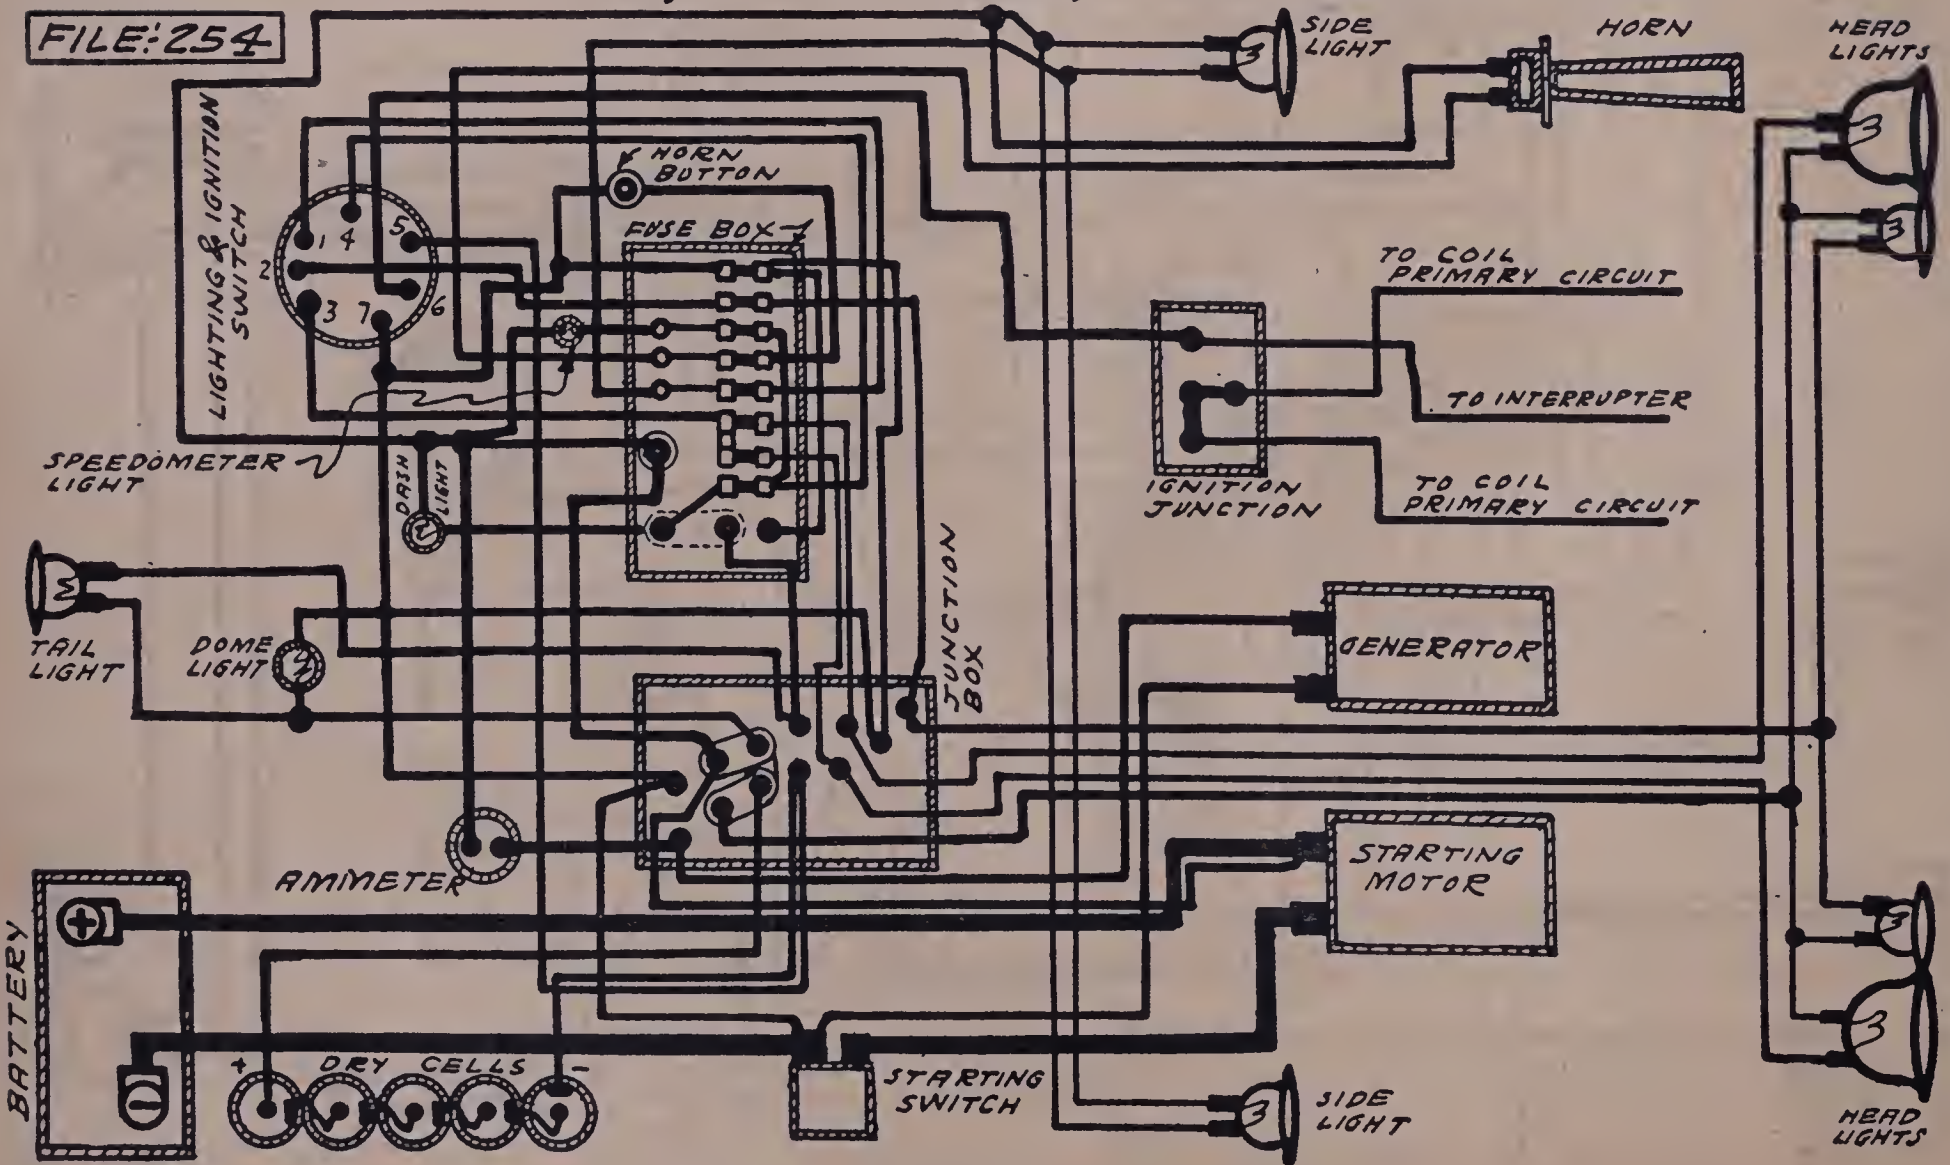 FILE: 254
SIDE
LIGHT
HORN
HEAD
LIGHTS
LIGHTING & IGNITION
SWITCH
HORN
BUTTON
FUSE BOX
1
4
5
2
3
7
6
TO COIL
PRIMARY CIRCUIT
TO INTERRUPTER
TO COIL
PRIMARY CIRCUIT
IGNITION
JUNCTION
SPEEDOMETER
LIGHT
DASH
LIGHT
JUNCTION
BOX
TAIL
LIGHT
DOME
LIGHT
GENERATOR
STARTING
MOTOR
AMMETER
BATTERY
+
-
+ DRY CELLS -
STARTING
SWITCH
SIDE
LIGHT
HEAD
LIGHTS